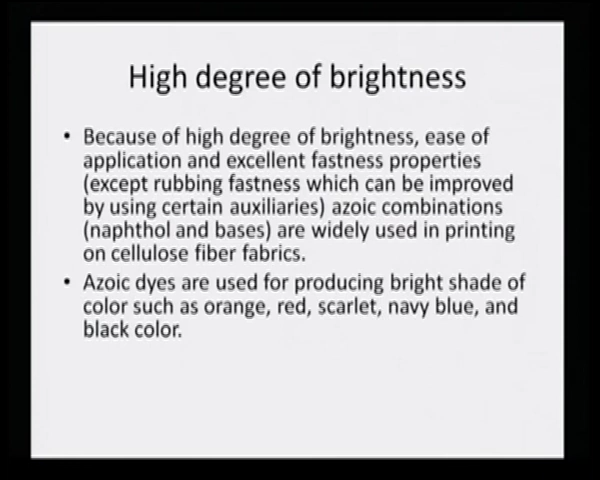 High degree of brightness
• Because of high degree of brightness, ease of
application and excellent fastness properties
(except rubbing fastness which can be improved
by using certain auxiliaries) azoic combinations
(naphthol and bases) are widely used in printing
on cellulose fiber fabrics.
• Azoic dyes are used for producing bright shade of
color such as orange, red, scarlet, navy blue, and
black color.